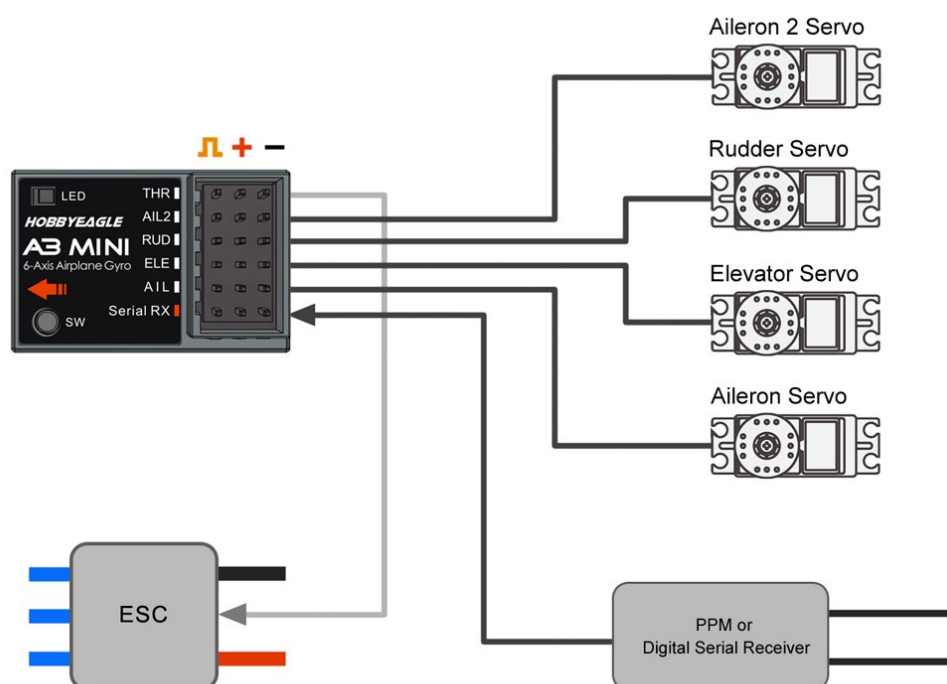 Aileron 2 Servo
Rudder Servo
Elevator Servo
Aileron Servo
+ −
LED
HOBBYEAGLE
A3 MINI
6-Axis Airplane Gyro
SW
THR
AIL2
RUD
ELE
AIL
Serial RX
ESC
PPM or
Digital Serial Receiver